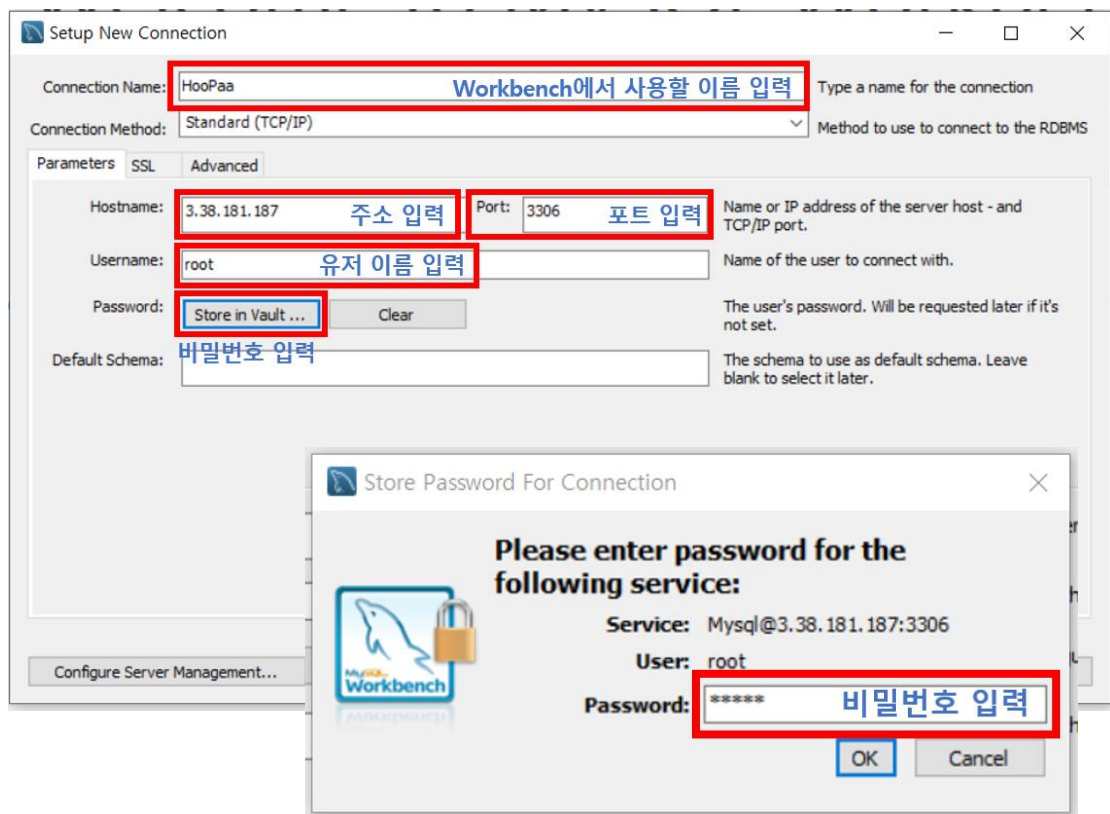 Setup New Connection
Connection Name: HooPaa Workbench에서 사용할 이름 입력 Type a name for the connection
Connection Method: Standard (TCP/IP) Method to use to connect to the RDBMS
Parameters SSL Advanced
Hostname: 3.38.181.187 주소 입력 Port: 3306 포트 입력 Name or IP address of the server host - and
TCP/IP port.
Username: root 유저 이름 입력 Name of the user to connect with.
Password: Store in Vault ... Clear The user's password. Will be requested later if it's
not set.
비밀번호 입력
Default Schema: The schema to use as default schema. Leave
blank to select it later.
Configure Server Management...
Store Password For Connection
Please enter password for the
following service:
Service: Mysql@3.38.181.187:3306
User: root
Password: ***** 비밀번호 입력
MySQL
Workbench
OK Cancel